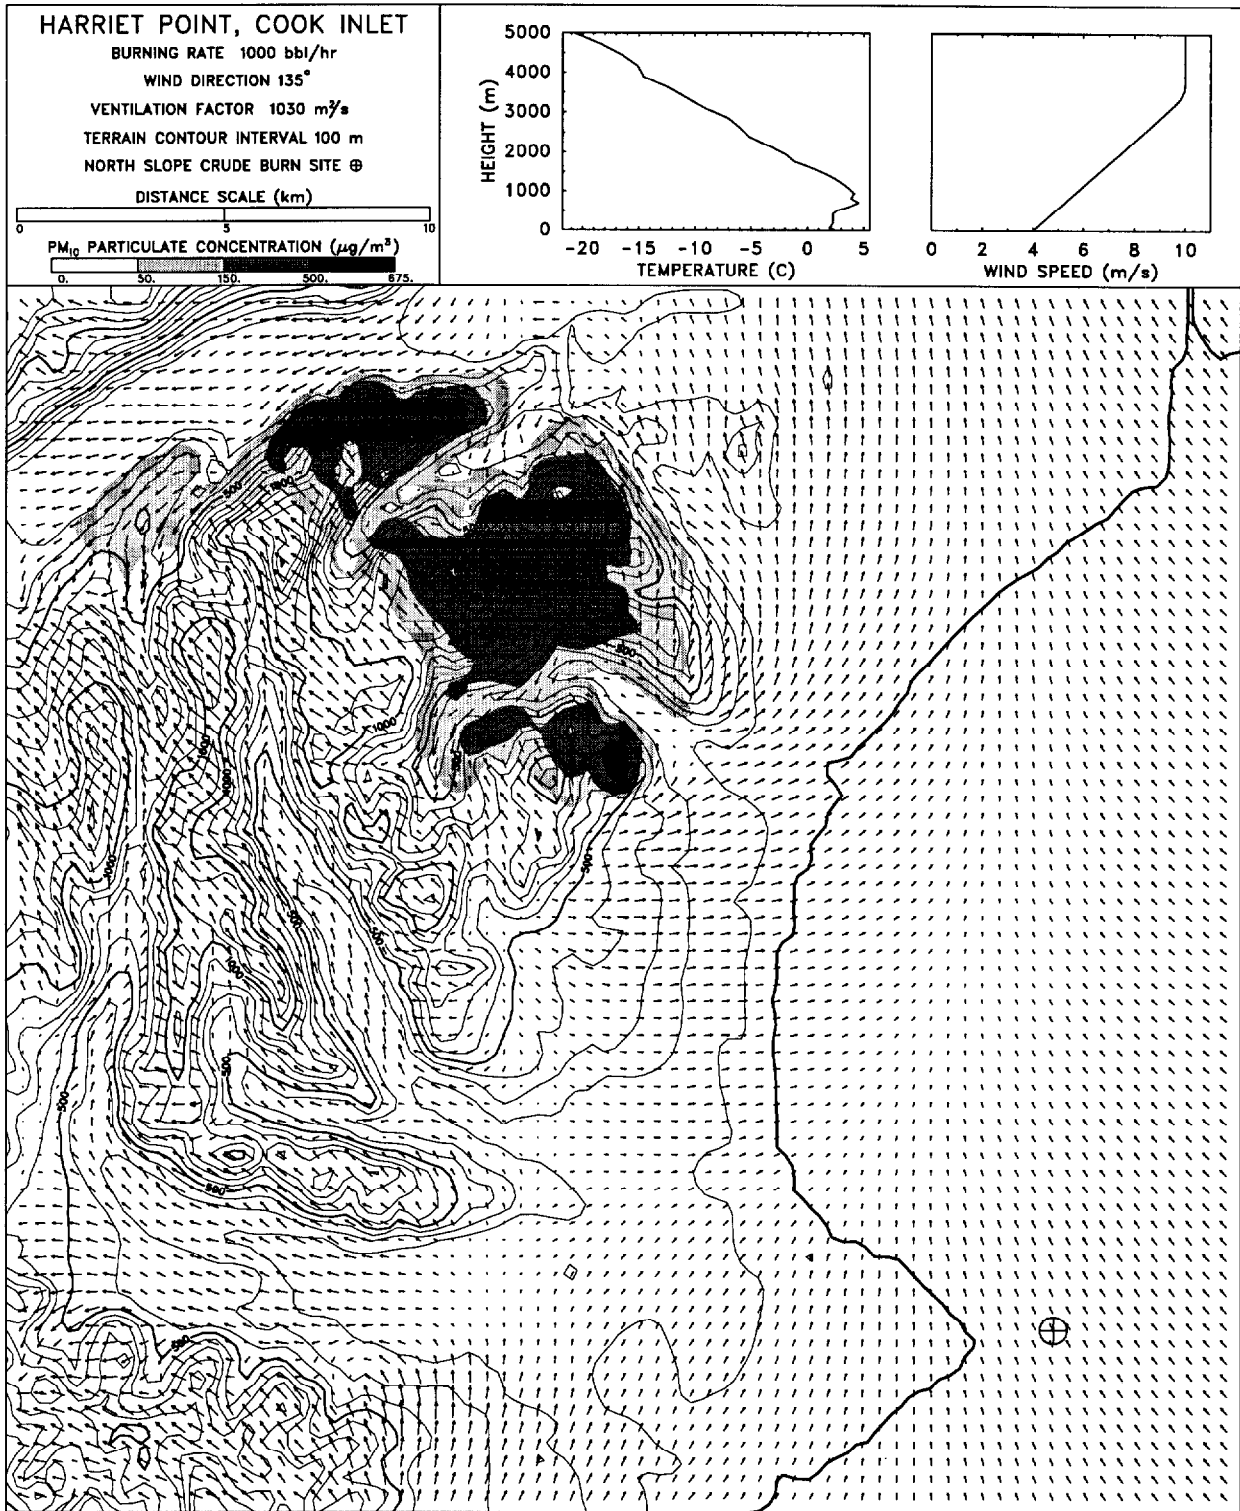 HARRIET POINT, COOK INLET
BURNING RATE 1000 bbl/hr
WIND DIRECTION 135°
VENTILATION FACTOR 1030 m²/s
TERRAIN CONTOUR INTERVAL 100 m
NORTH SLOPE CRUDE BURN SITE ⊕
DISTANCE SCALE (km)
0 5 10
PM₁₀ PARTICULATE CONCENTRATION (μg/m³)
0. 50. 150. 500. 675.
5000
4000
3000
2000
1000
0
HEIGHT (m)
-20 -15 -10 -5 0 5
TEMPERATURE (C)
0 2 4 6 8 10
WIND SPEED (m/s)
500
1000
500
1000
1000
500
500
500
1000
500
500
500
500